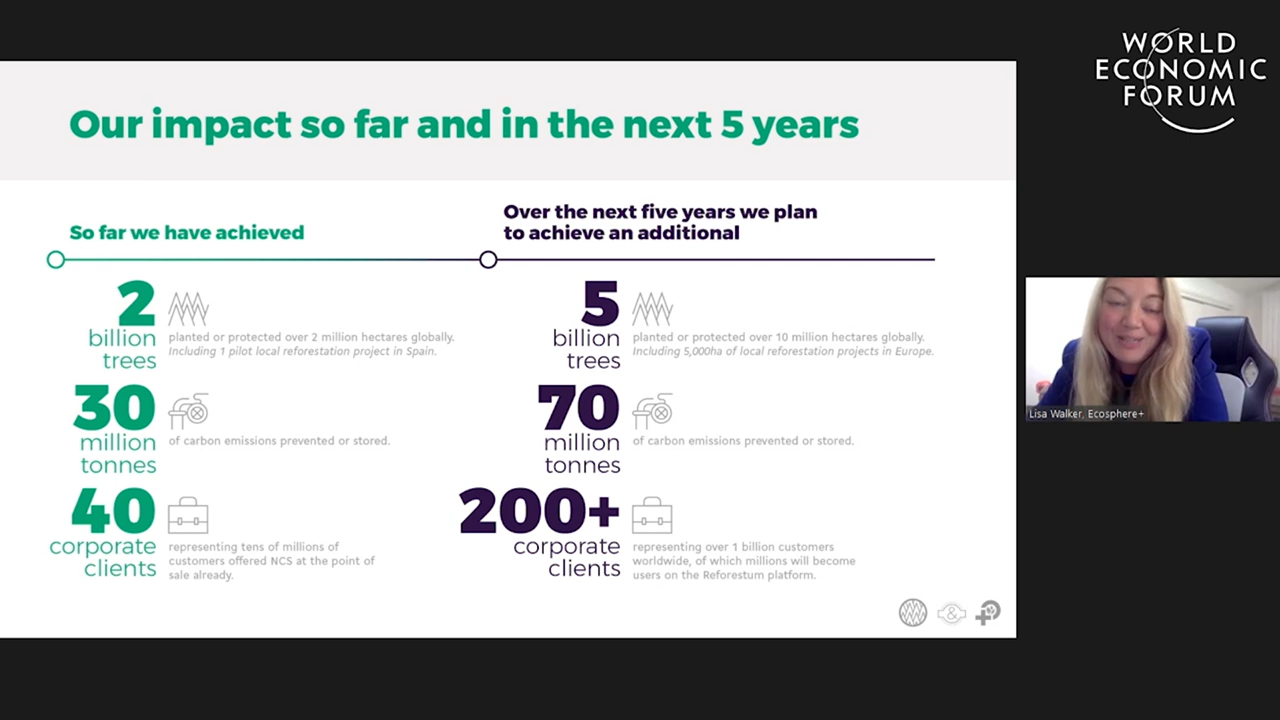 WORLD
ECONOMIC
FORUM
Our impact so far and in the next 5 years
So far we have achieved
Over the next five years we plan
to achieve an additional
2
billion
trees
planted or protected over 2 million hectares globally.
Including 1 pilot local reforestation project in Spain.
30
million
tonnes
of carbon emissions prevented or stored.
40
corporate
clients
representing tens of millions of
customers offered NCS at the point of
sale already.
5
billion
trees
planted or protected over 10 million hectares globally.
Including 5,000ha of local reforestation projects in Europe.
70
million
tonnes
of carbon emissions prevented or stored.
200+
corporate
clients
representing over 1 billion customers
worldwide, of which millions will become
users on the Reforestum platform.
&
Lisa Walker, Ecosphere+